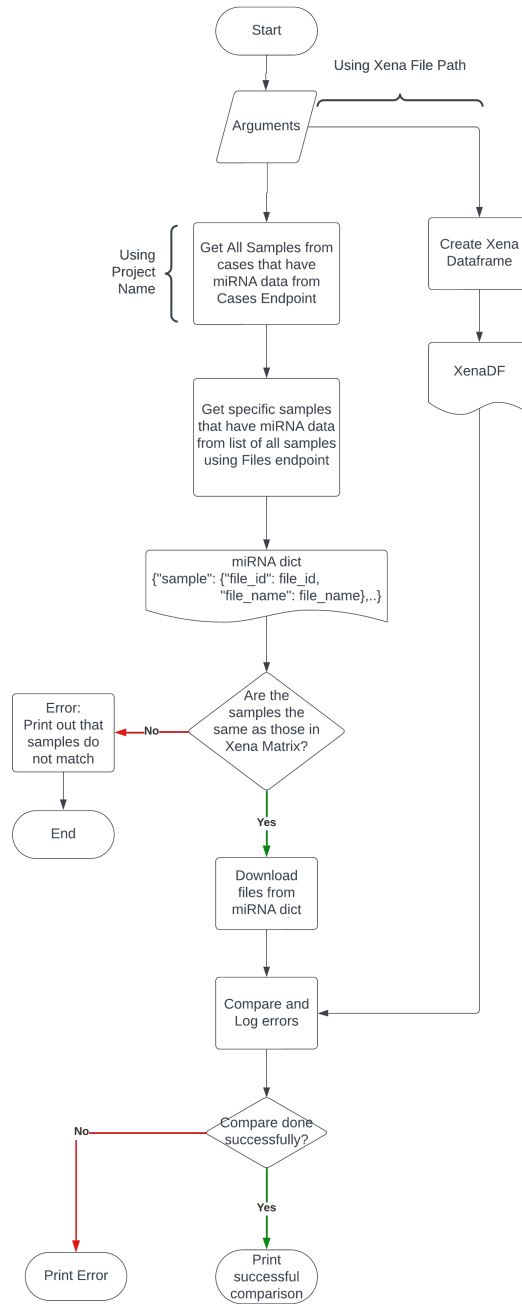 Start
Using Xena File Path
Arguments
Using
Project
Name
Get All Samples from
cases that have
miRNA data from
Cases Endpoint
Create Xena
Dataframe
XenaDF
Get specific samples
that have miRNA data
from list of all samples
using Files endpoint
miRNA dict
{"sample": {"file_id": file_id,
"file_name": file_name},..}
Are the
samples the
same as those in
Xena Matrix?
No
Error:
Print out that
samples do
not match
End
Yes
Download
files from
miRNA dict
Compare and
Log errors
Compare done
successfully?
No
Yes
Print Error
Print
successful
comparison